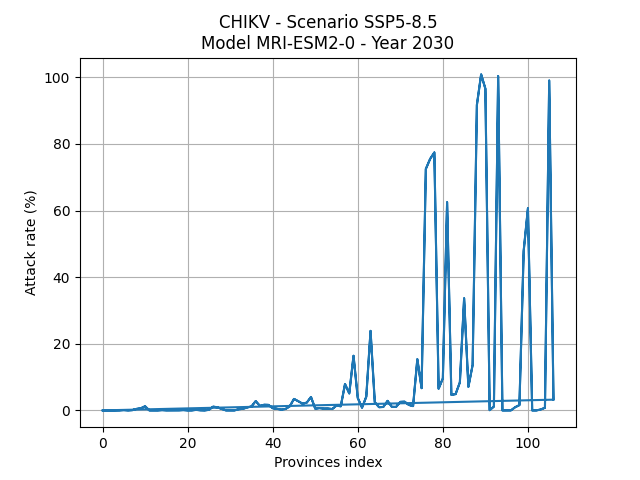 CHIKV - Scenario SSP5-8.5
Model MRI-ESM2-0 - Year 2030
100
80
60
40
20
0
Attack rate (%)
0 20 40 60 80 100
Provinces index